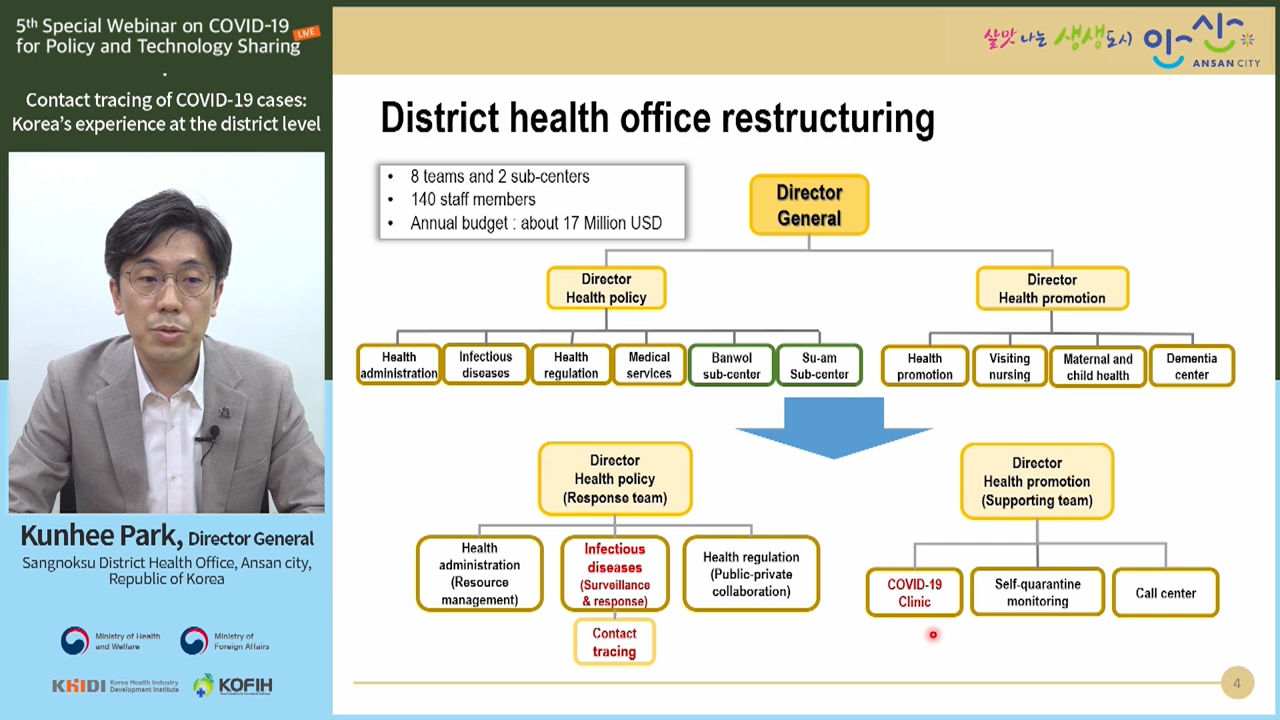 5th Special Webinar on COVID-19
for Policy and Technology Sharing
LIVE
Contact tracing of COVID-19 cases:
Korea's experience at the district level
Kunhee Park, Director General
Sangnoksu District Health Office, Ansan city,
Republic of Korea
Ministry of Health
and Welfare
Ministry of
Foreign Affairs
KHIDI
Korea Health Industry
Development Institute
KOFIH
살맛 나는 생생도시
안산
ANSAN CITY
District health office restructuring
• 8 teams and 2 sub-centers
• 140 staff members
• Annual budget : about 17 Million USD
Director
General
Director
Health policy
Director
Health promotion
Health
administration
Infectious
diseases
Health
regulation
Medical
services
Banwol
sub-center
Su-am
Sub-center
Health
promotion
Visiting
nursing
Maternal and
child health
Dementia
center
Director
Health policy
(Response team)
Director
Health promotion
(Supporting team)
Health
administration
(Resource
management)
Infectious
diseases
(Surveillance
& response)
Health regulation
(Public-private
collaboration)
Contact
tracing
COVID-19
Clinic
Self-quarantine
monitoring
Call center
4